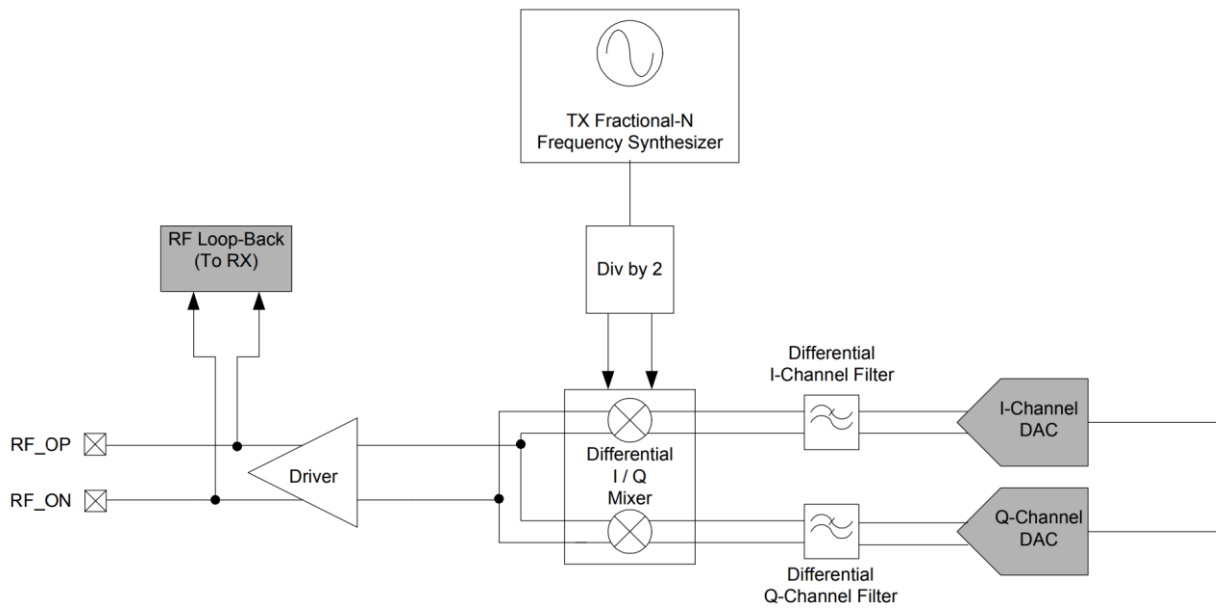 TX Fractional-N
Frequency Synthesizer
RF Loop-Back
(To RX)
Div by 2
Differential
I-Channel Filter
I-Channel
DAC
RF_OP
RF_ON
Driver
Differential
I / Q
Mixer
Q-Channel
DAC
Differential
Q-Channel Filter